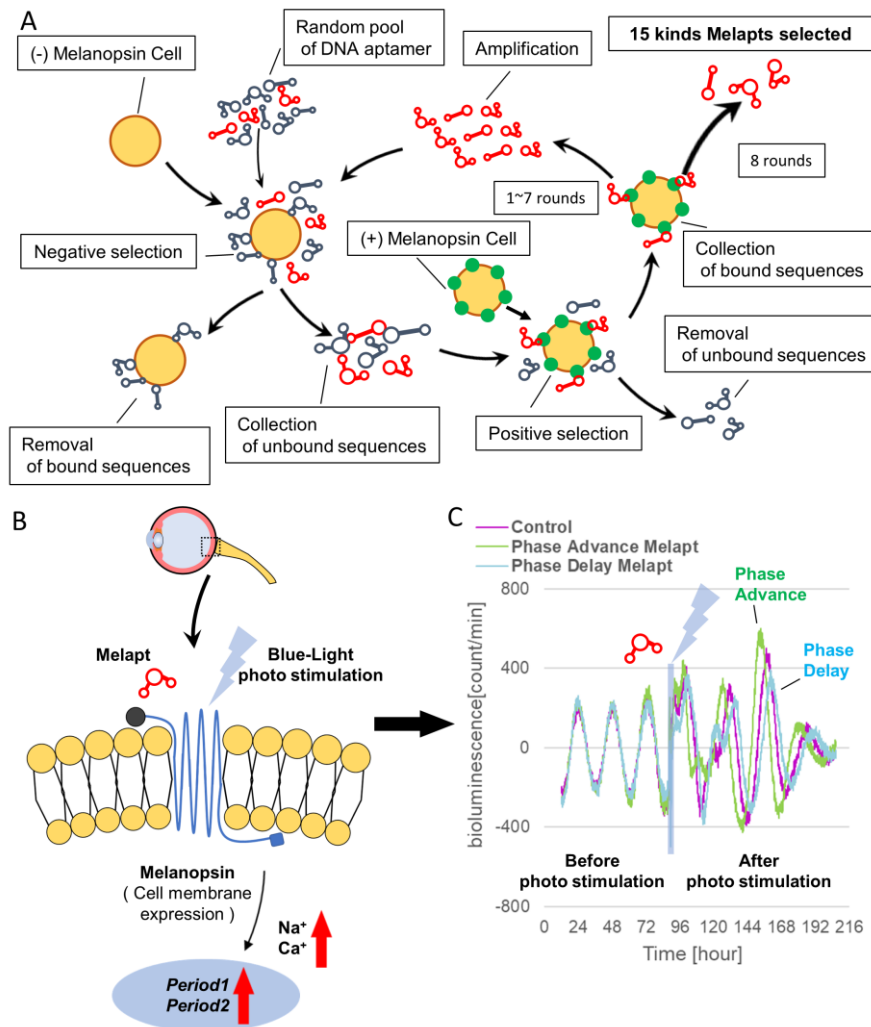 A
(-) Melanopsin Cell
Random pool
of DNA aptamer
Amplification
15 kinds Melapts selected
8 rounds
1~7 rounds
Negative selection
(+) Melanopsin Cell
Collection
of bound sequences
Removal
of unbound sequences
Removal
of bound sequences
Collection
of unbound sequences
Positive selection
B
Melapt
Blue-Light
photo stimulation
Melanopsin
( Cell membrane
expression )
Na⁺
Ca⁺
Period1
Period2
C
Control
Phase Advance Melapt
Phase Delay Melapt
Phase
Advance
Phase
Delay
bioluminescence[count/min]
800
400
0
-400
-800
Before
photo stimulation
After
photo stimulation
0 24 48 72 96 120 144 168 192 216
Time [hour]